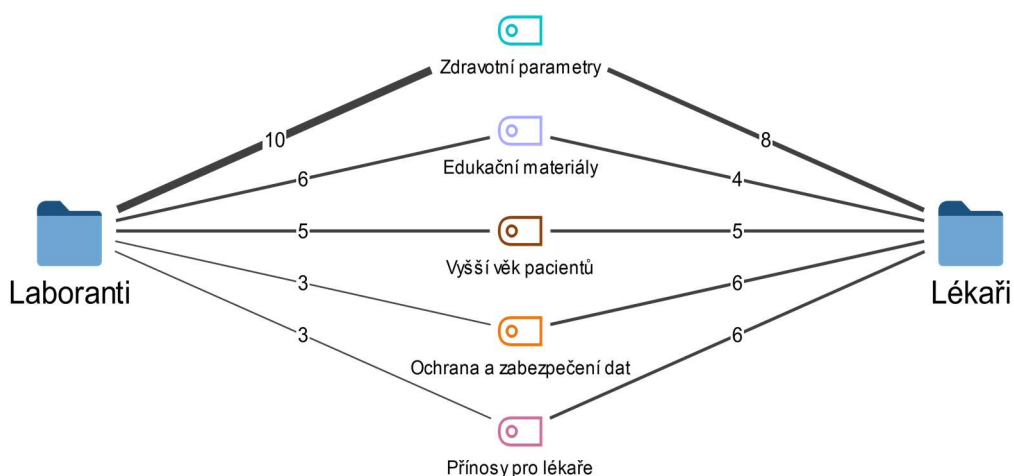 Zdravotní parametry
10
8
Edukační materiály
6
4
Vyšší věk pacientů
5
5
Laboranti
Lékaři
3
6
Ochrana a zabezpečení dat
3
6
Přínosy pro lékaře